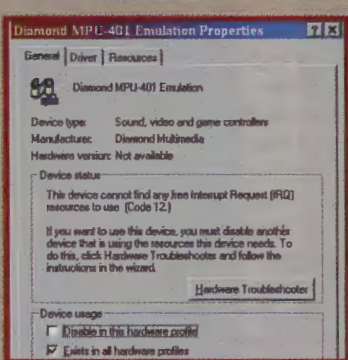 Diamond MPU-401 Emulation Properties
General Driver Resources
Diamond MPU-401 Emulation
Device type: Sound, video and game controllers
Manufacturer: Diamond Multimedia
Hardware version: Not available
Device status
This device cannot find any free Interrupt Request (IRQ)
resources to use. (Code 12.)
If you want to use this device, you must disable another
device that is using the resources this device needs. To
do this, click Hardware Troubleshooter and follow the
instructions in the wizard.
Hardware Troubleshooter
Device usage
Disable in this hardware profile
Exists in all hardware profiles